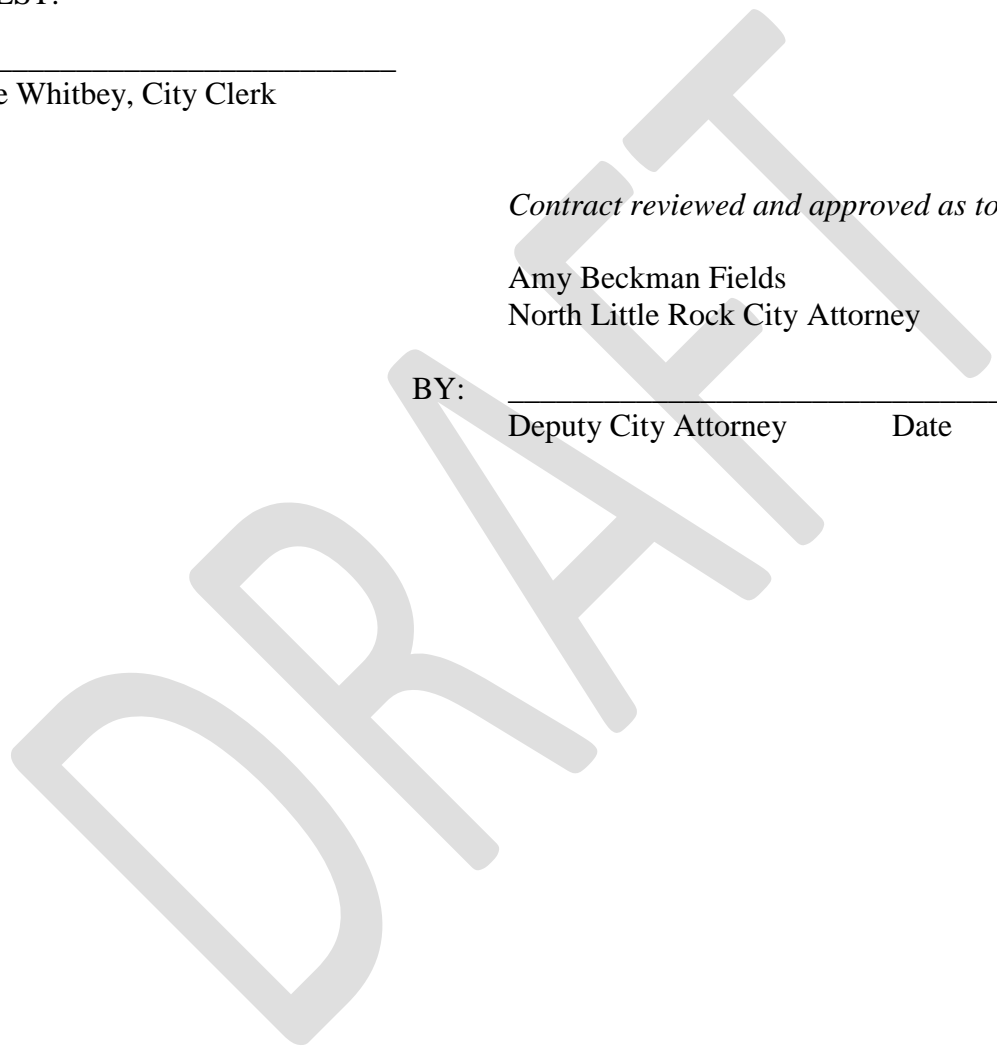 EST:
e Whitbey, City Clerk
Contract reviewed and approved as to
Amy Beckman Fields
North Little Rock City Attorney
BY:
Deputy City Attorney Date
DRAFT